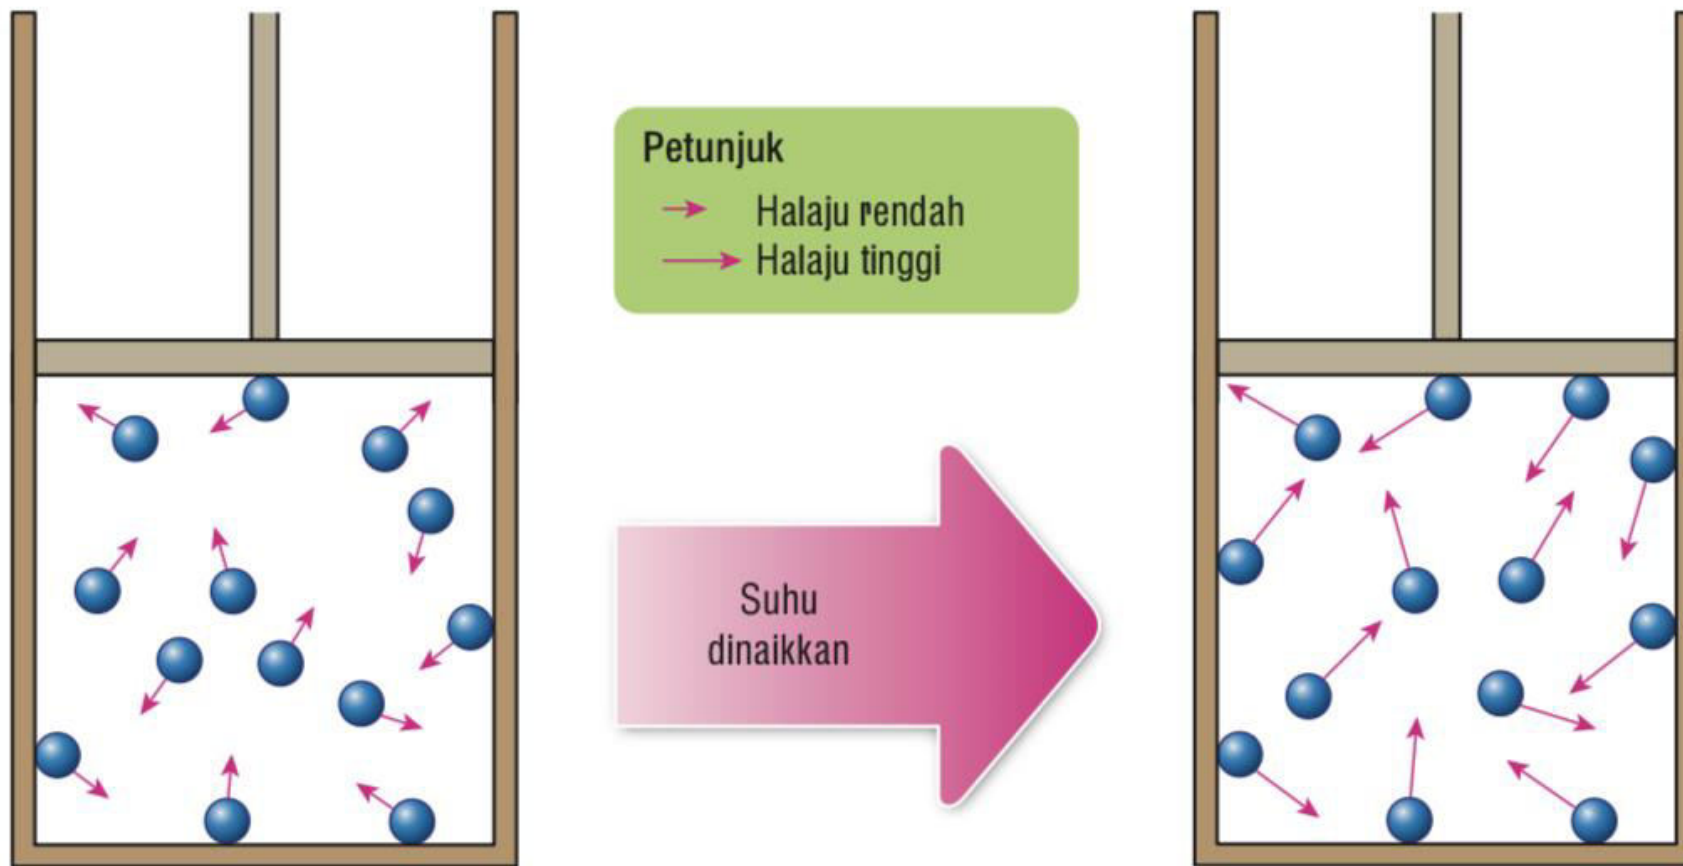 Petunjuk
Halaju rendah
Halaju tinggi
Suhu
dinaikkan